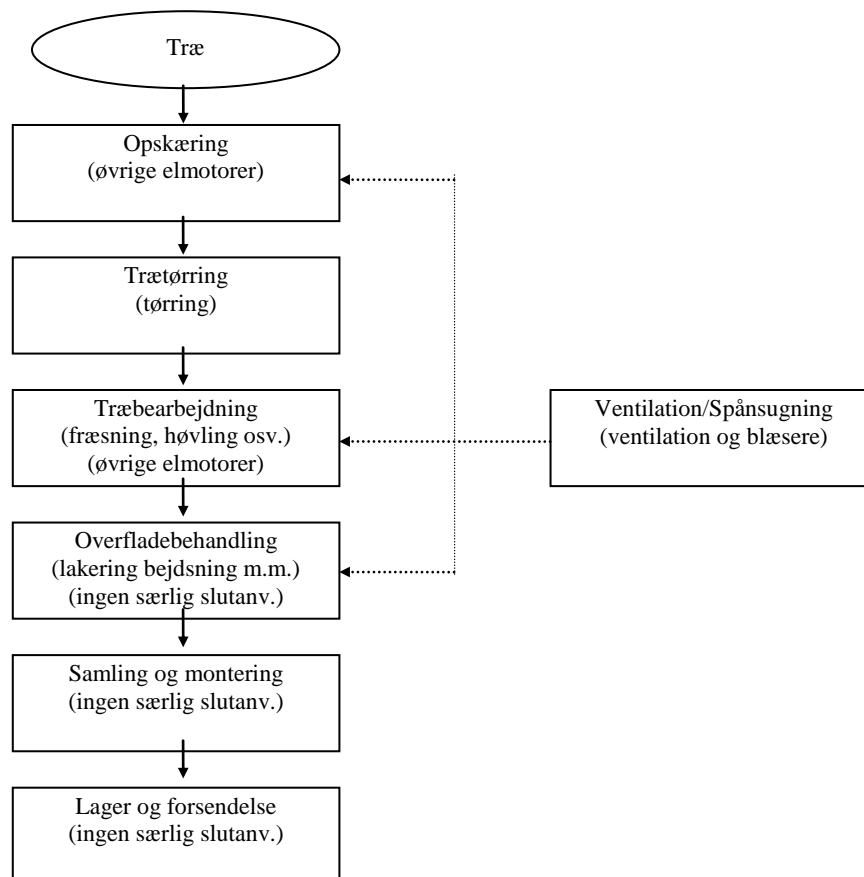 Træ
Opskæring
(øvrige elmotorer)
Trætørring
(tørring)
Træbearbejdning
(fræsning, høvling osv.)
(øvrige elmotorer)
Ventilation/Spånsugning
(ventilation og blæsere)
Overfladebehandling
(lakering bejdsning m.m.)
(ingen særlig slutanv.)
Samling og montering
(ingen særlig slutanv.)
Lager og forsendelse
(ingen særlig slutanv.)